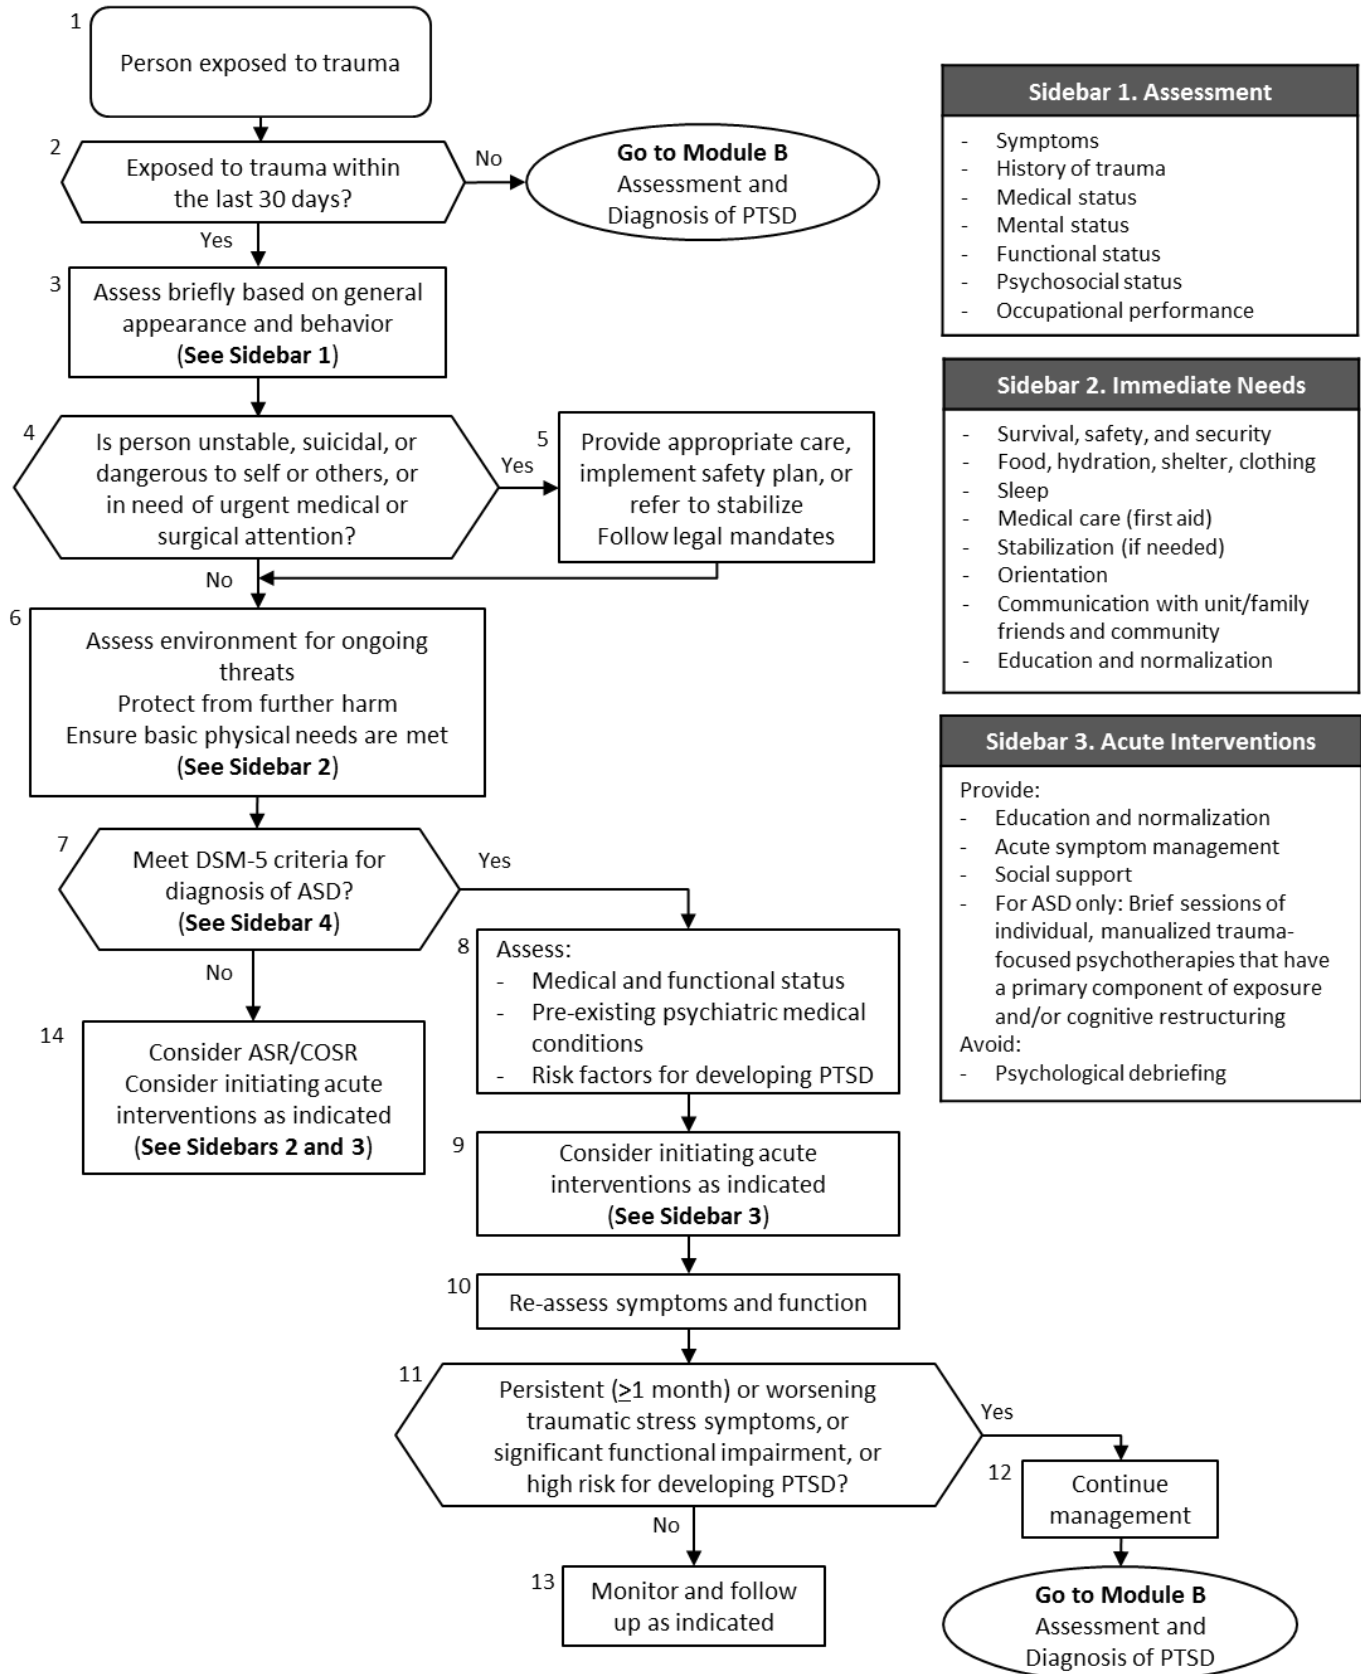 1
Person exposed to trauma
2
Exposed to trauma within
the last 30 days?
No
Go to Module B
Assessment and
Diagnosis of PTSD
Yes
3
Assess briefly based on general
appearance and behavior
(See Sidebar 1)
4
Is person unstable, suicidal, or
dangerous to self or others, or
in need of urgent medical or
surgical attention?
Yes
5
Provide appropriate care,
implement safety plan, or
refer to stabilize
Follow legal mandates
No
6
Assess environment for ongoing
threats
Protect from further harm
Ensure basic physical needs are met
(See Sidebar 2)
7
Meet DSM-5 criteria for
diagnosis of ASD?
(See Sidebar 4)
Yes
No
8
Assess:
- Medical and functional status
- Pre-existing psychiatric medical
conditions
- Risk factors for developing PTSD
14
Consider ASR/COSR
Consider initiating acute
interventions as indicated
(See Sidebars 2 and 3)
9
Consider initiating acute
interventions as indicated
(See Sidebar 3)
10
Re-assess symptoms and function
11
Persistent (≥1 month) or worsening
traumatic stress symptoms, or
significant functional impairment, or
high risk for developing PTSD?
Yes
12
Continue
management
No
13
Monitor and follow
up as indicated
Go to Module B
Assessment and
Diagnosis of PTSD
Sidebar 1. Assessment
- Symptoms
- History of trauma
- Medical status
- Mental status
- Functional status
- Psychosocial status
- Occupational performance
Sidebar 2. Immediate Needs
- Survival, safety, and security
- Food, hydration, shelter, clothing
- Sleep
- Medical care (first aid)
- Stabilization (if needed)
- Orientation
- Communication with unit/family
friends and community
- Education and normalization
Sidebar 3. Acute Interventions
Provide:
- Education and normalization
- Acute symptom management
- Social support
- For ASD only: Brief sessions of
individual, manualized trauma-
focused psychotherapies that have
a primary component of exposure
and/or cognitive restructuring
Avoid:
- Psychological debriefing